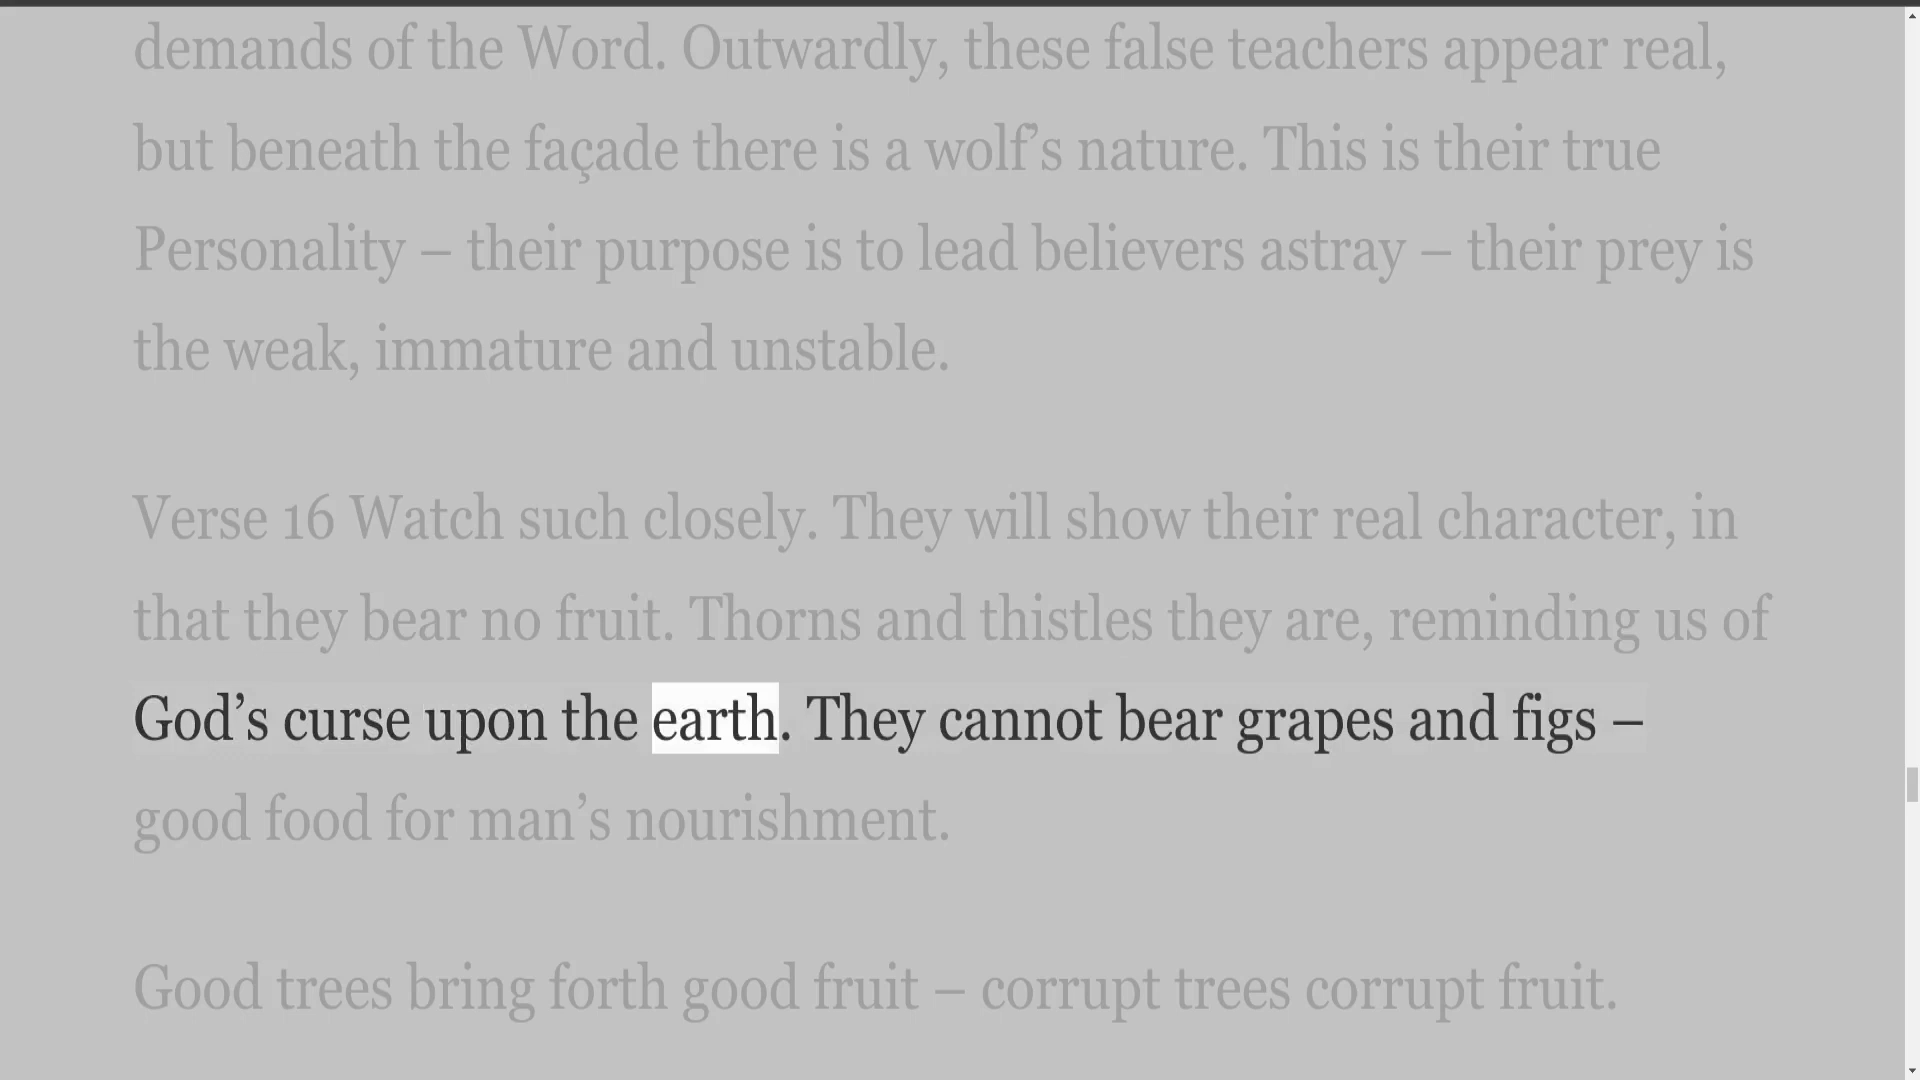 demands of the Word. Outwardly, these false teachers appear real,
but beneath the façade there is a wolf’s nature. This is their true
Personality – their purpose is to lead believers astray – their prey is
the weak, immature and unstable.
Verse 16 Watch such closely. They will show their real character, in
that they bear no fruit. Thorns and thistles they are, reminding us of
God’s curse upon the earth. They cannot bear grapes and figs –
good food for man’s nourishment.
Good trees bring forth good fruit – corrupt trees corrupt fruit.